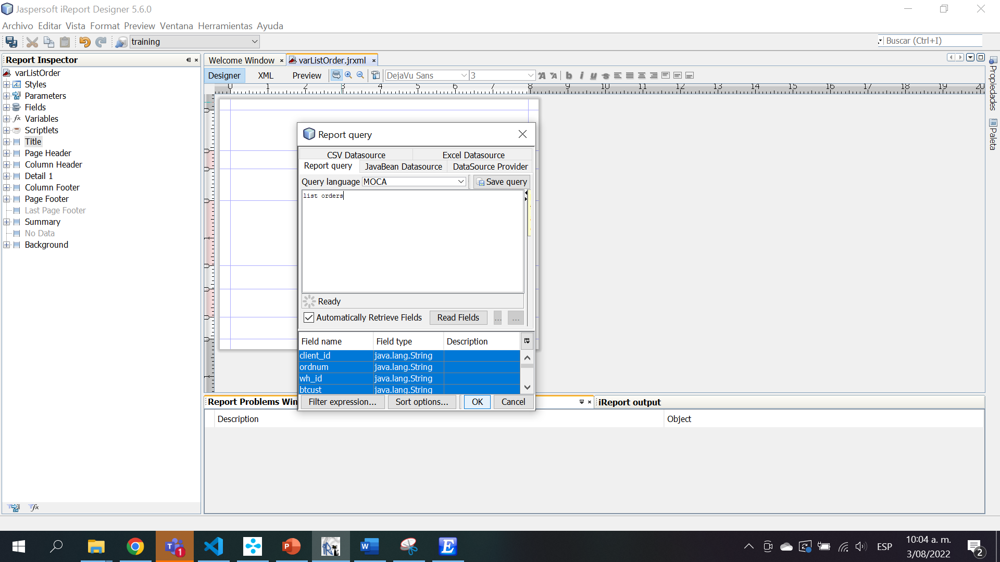 Jaspersoft iReport Designer 5.6.0
Archivo Editar Vista Format Preview Ventana Herramientas Ayuda
training
Buscar (Ctrl+I)
Report Inspector
varListOrder
Styles
Parameters
Fields
Variables
Scriptlets
Title
Page Header
Column Header
Detail 1
Column Footer
Page Footer
Last Page Footer
Summary
No Data
Background
Welcome Window
varListOrder.jrxml
Designer XML Preview
DejaVu Sans
3
0 1 2 3 4 5 6 7 8 9 10 11 12 13 14 15 16 17 18 19 20
Report query
CSV Datasource Excel Datasource
Report query JavaBean Datasource DataSource Provider
Query language MOCA Save query
list orders
Ready
Automatically Retrieve Fields Read Fields ... ...
Field name Field type Description
client_id java.lang.String
ordnum java.lang.String
wh_id java.lang.String
btcust java.lang.String
Filter expression... Sort options... OK Cancel
Report Problems Win
iReport output
Description Object
Propiedades
Paleta
ESP
10:04 a. m.
3/08/2022
1
2